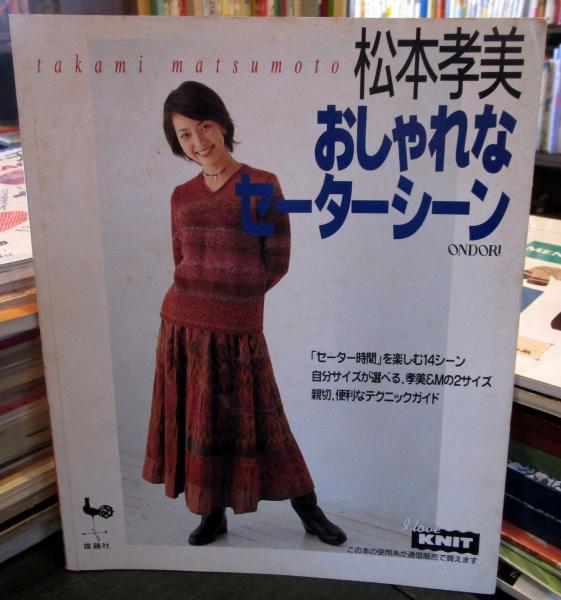 takami matsumoto
松本孝美
おしゃれな
セーターシーン
ONDORI
「セーター時間」を楽しむ14シーン
自分サイズが選べる、孝美&Mの2サイズ
親切、便利なテクニックガイド
雄鷄社
I love
KNIT
この本の使用糸が通信販売で買えます
MEN